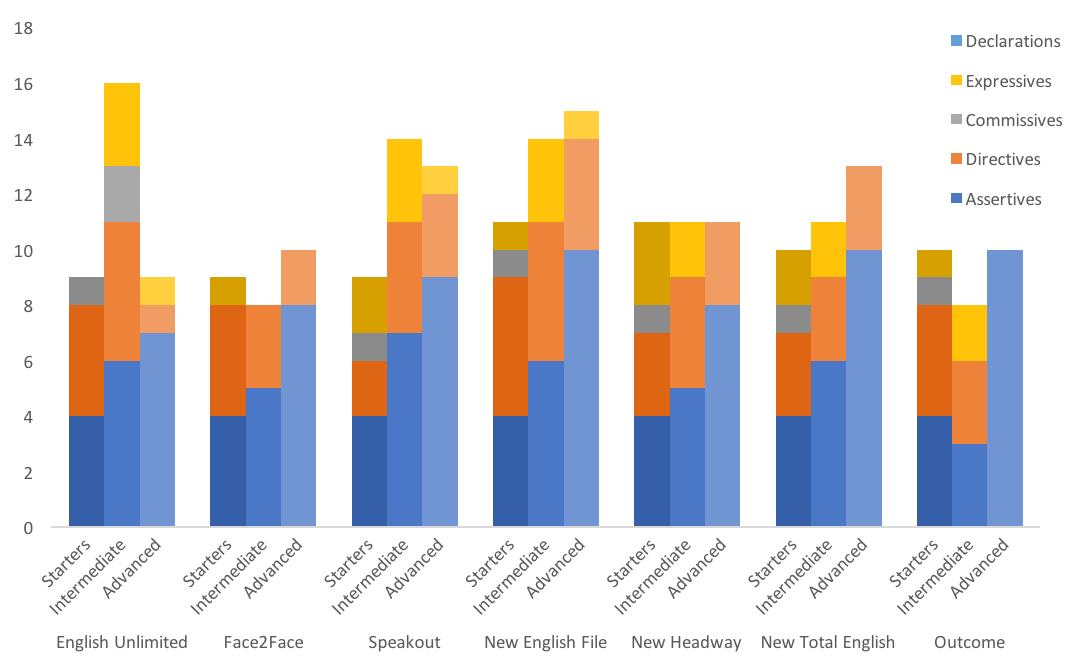 18
16
14
12
10
8
6
4
2
0
Declarations
Expressives
Commissives
Directives
Assertives
Starters
Intermediate
Advanced
Starters
Intermediate
Advanced
Starters
Intermediate
Advanced
Starters
Intermediate
Advanced
Starters
Intermediate
Advanced
Starters
Intermediate
Advanced
Starters
Intermediate
Advanced
English Unlimited
Face2Face
Speakout
New English File
New Headway
New Total English
Outcome